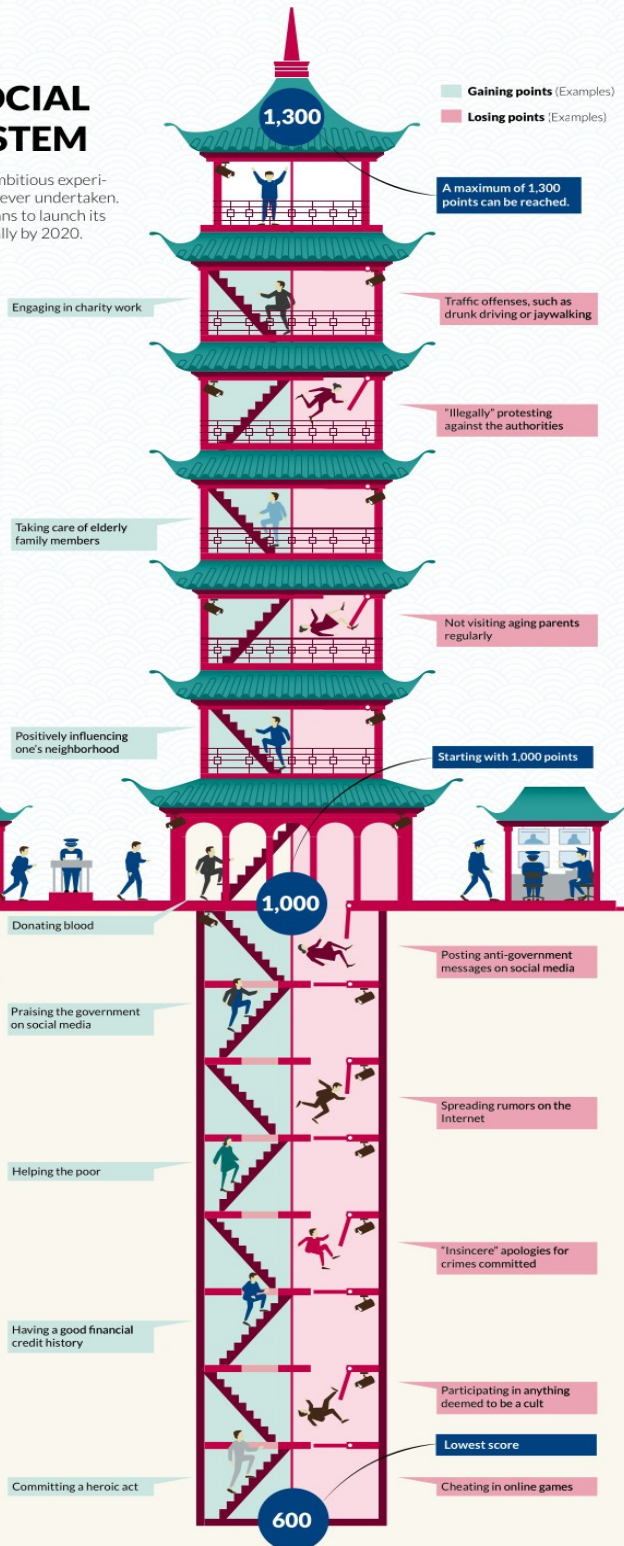 OCIAL
STEM
mbitious experi-
ever undertaken.
ans to launch its
ally by 2020.
Gaining points (Examples)
Losing points (Examples)
1,300
A maximum of 1,300
points can be reached.
Engaging in charity work
Traffic offenses, such as
drunk driving or jaywalking
"Illegally" protesting
against the authorities
Taking care of elderly
family members
Not visiting aging parents
regularly
Positively influencing
one's neighborhood
Starting with 1,000 points
1,000
Donating blood
Posting anti-government
messages on social media
Praising the government
on social media
Spreading rumors on the
Internet
Helping the poor
"Insincere" apologies for
crimes committed
Having a good financial
credit history
Participating in anything
deemed to be a cult
Lowest score
Committing a heroic act
Cheating in online games
600